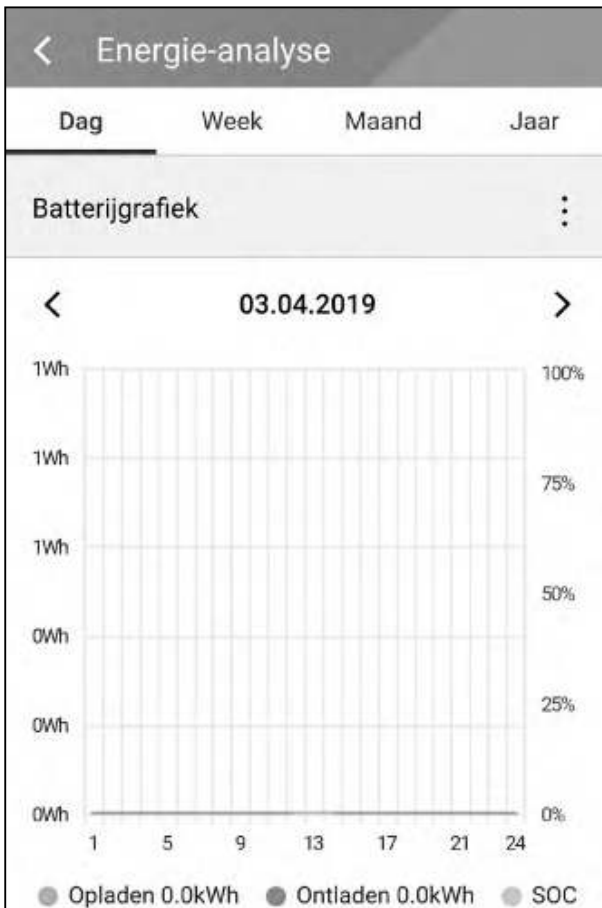 Energie-analyse
Dag Week Maand Jaar
Batterijgrafiek
03.04.2019
1Wh 100%
1Wh
75%
1Wh
50%
0Wh
25%
0Wh
0Wh 0%
1 5 9 13 17 21 24
Opladen 0.0kWh Ontladen 0.0kWh SOC